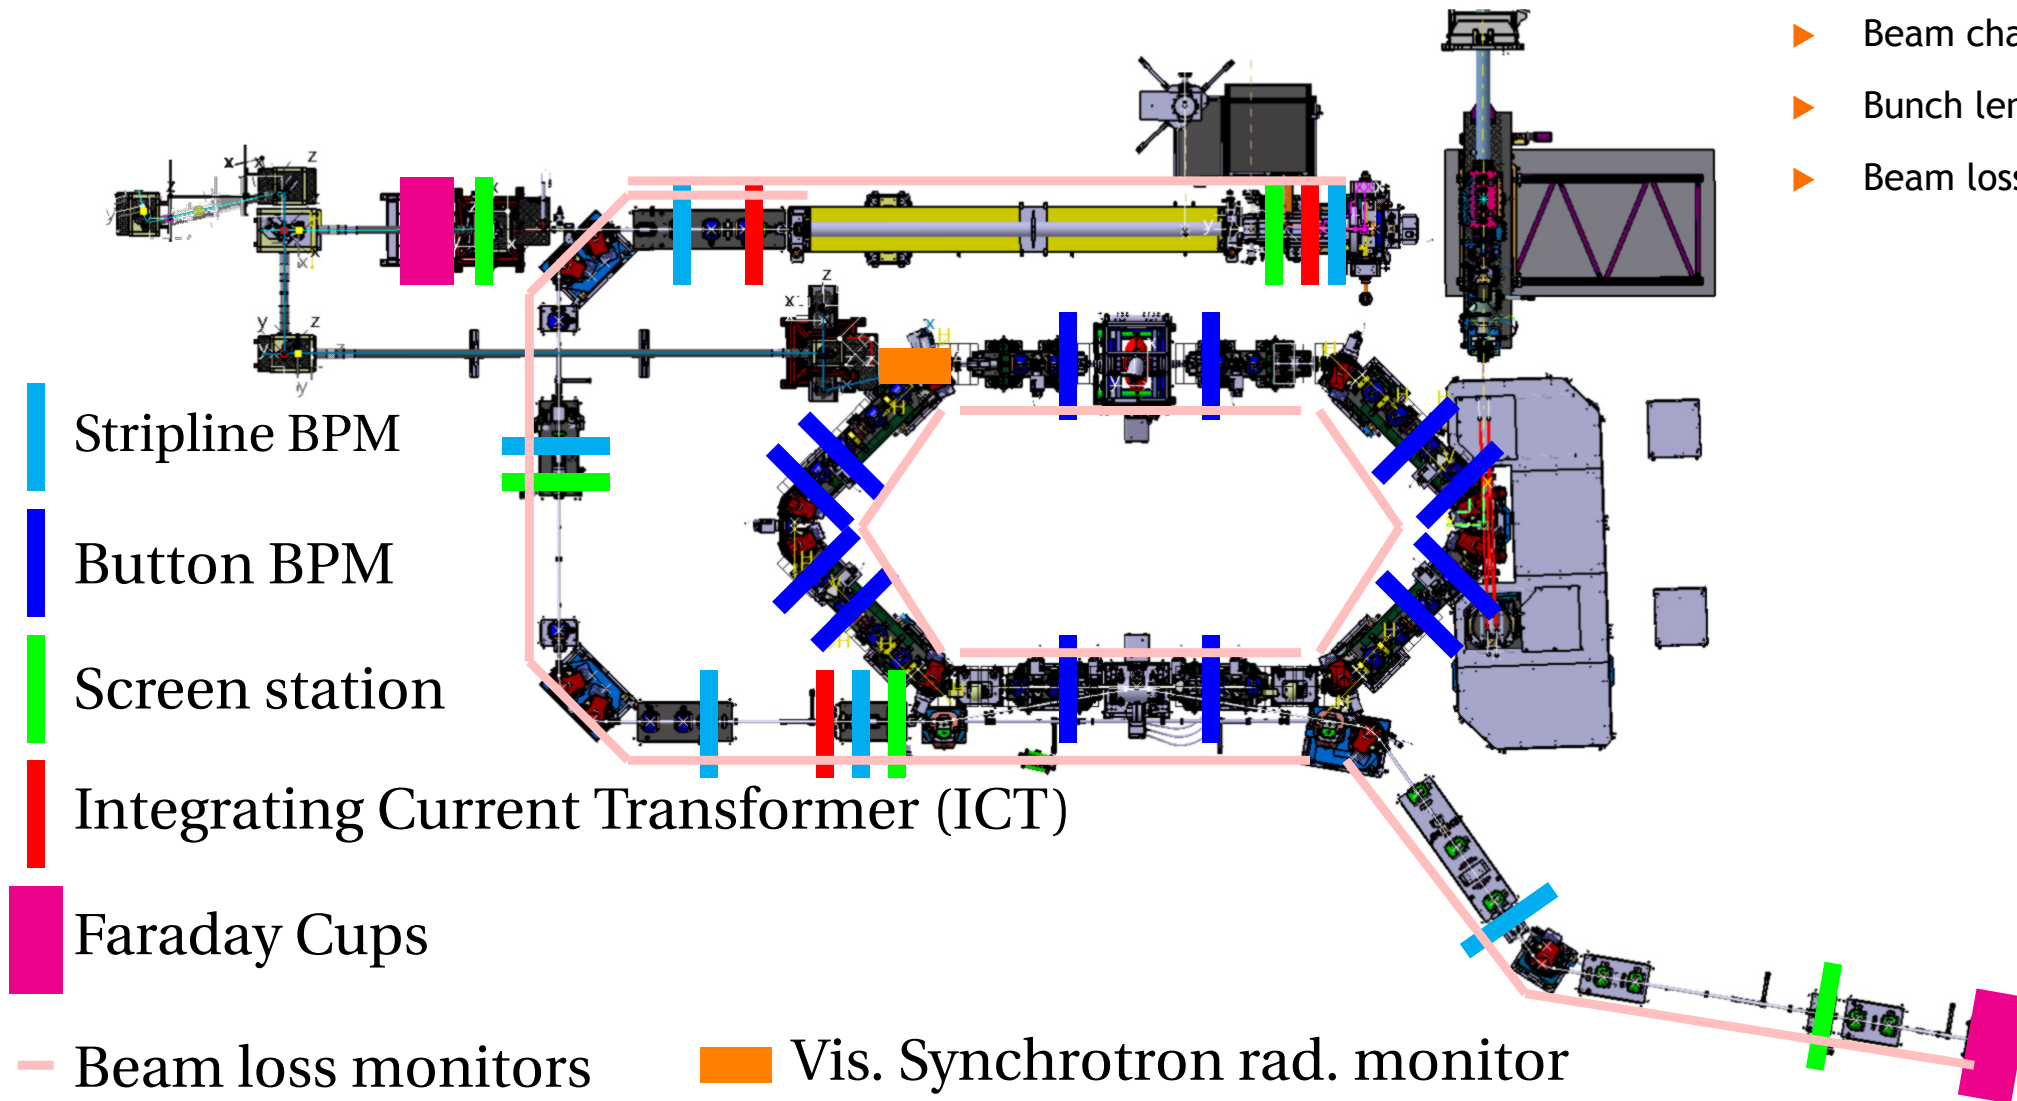 Beam cha
Bunch ler
Beam loss
Stripline BPM
Button BPM
Screen station
Integrating Current Transformer (ICT)
Faraday Cups
Beam loss monitors
Vis. Synchrotron rad. monitor